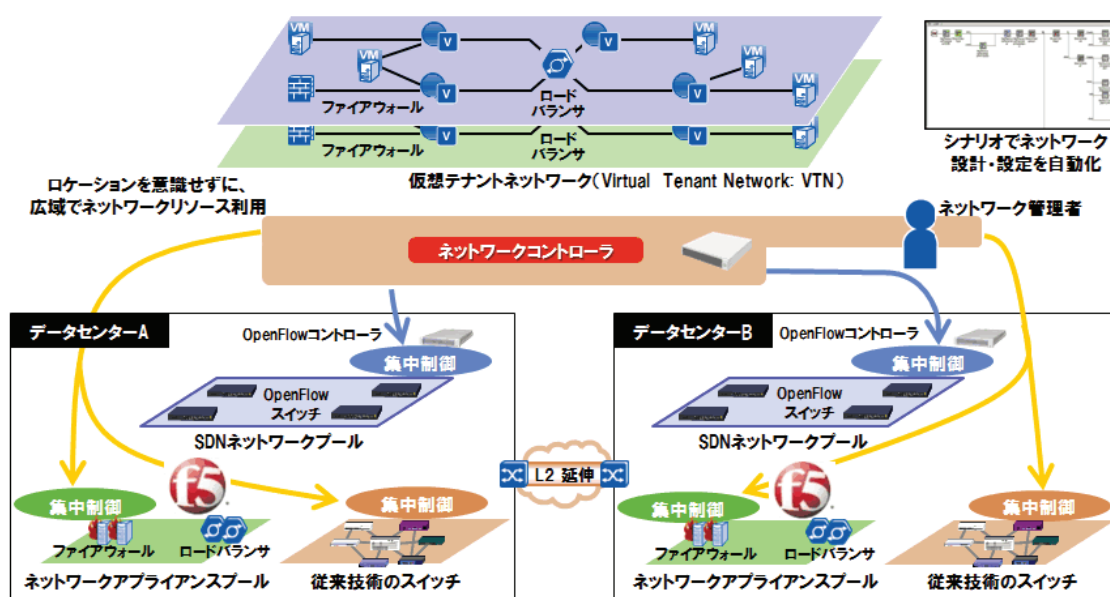 VM
V
V
VM
VM
VM
V
V
VM
ファイアウォール
ロード
バランサ
ファイアウォール
ロード
バランサ
仮想テナントネットワーク(Virtual Tenant Network: VTN)
シナリオでネットワーク
設計・設定を自動化
ロケーションを意識せずに、
広域でネットワークリソース利用
ネットワーク管理者
ネットワークコントローラ
データセンターA
OpenFlowコントローラ
集中制御
OpenFlow
スイッチ
SDNネットワークプール
f5
集中制御
集中制御
ファイアウォール
ロードバランサ
ネットワークアプライアンスプール
従来技術のスイッチ
L2 延伸
データセンターB
OpenFlowコントローラ
集中制御
OpenFlow
スイッチ
SDNネットワークプール
f5
集中制御
集中制御
ファイアウォール
ロードバランサ
ネットワークアプライアンスプール
従来技術のスイッチ